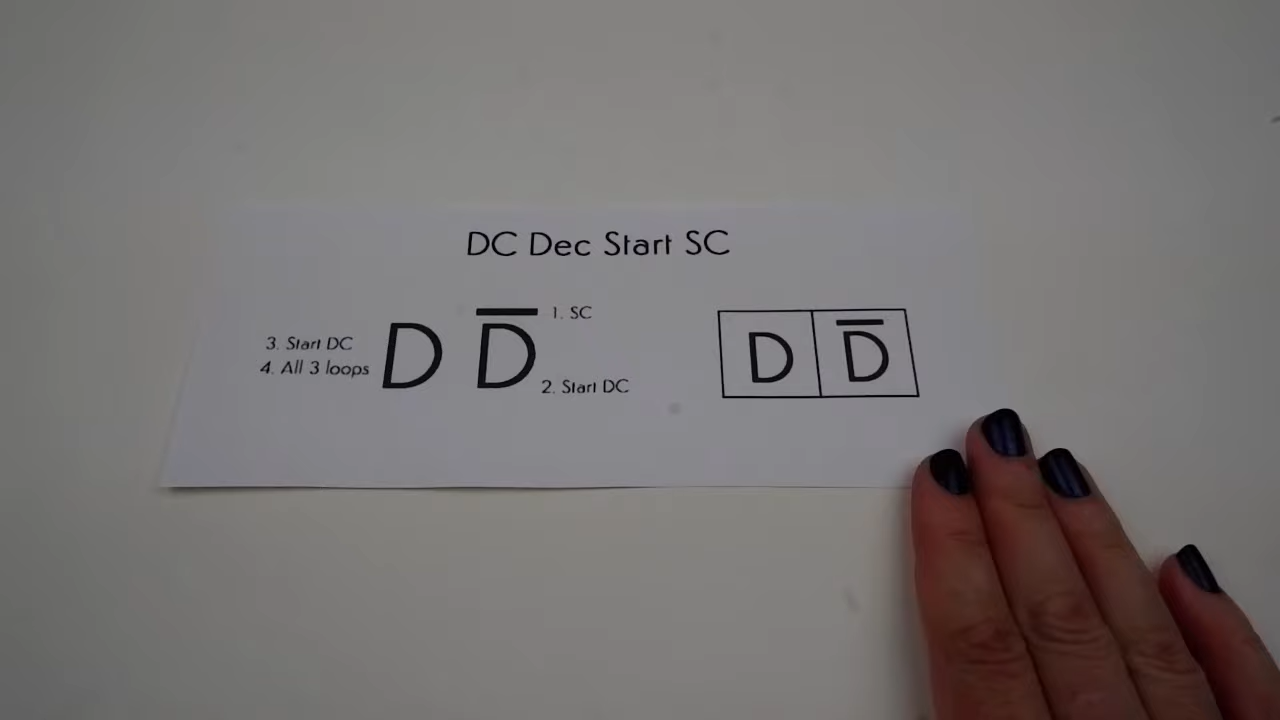 DC Dec Start SC
1. SC
3. Start DC
4. All 3 loops
D D̅
2. Start DC
D D̅